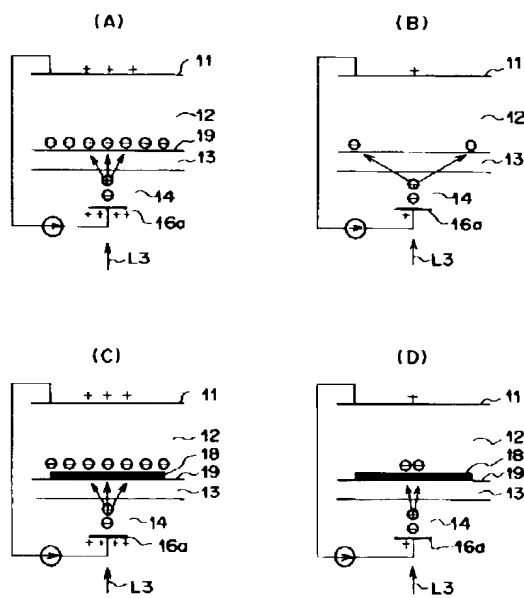 (A)
+ + +
11
12
⊖ ⊖ ⊖ ⊖ ⊖ ⊖ ⊖
19
13
⊕
⊖
14
+ + + +
16a
L3
(B)
+
11
12
⊖ ⊖
13
⊕
⊖
14
+
16a
L3
(C)
+ + +
11
12
⊖ ⊖ ⊖ ⊖ ⊖ ⊖ ⊖
18
19
13
⊕
⊖
14
+ + + +
16a
L3
(D)
+
11
12
⊖⊖
18
19
13
⊕
⊖
14
+
16a
L3